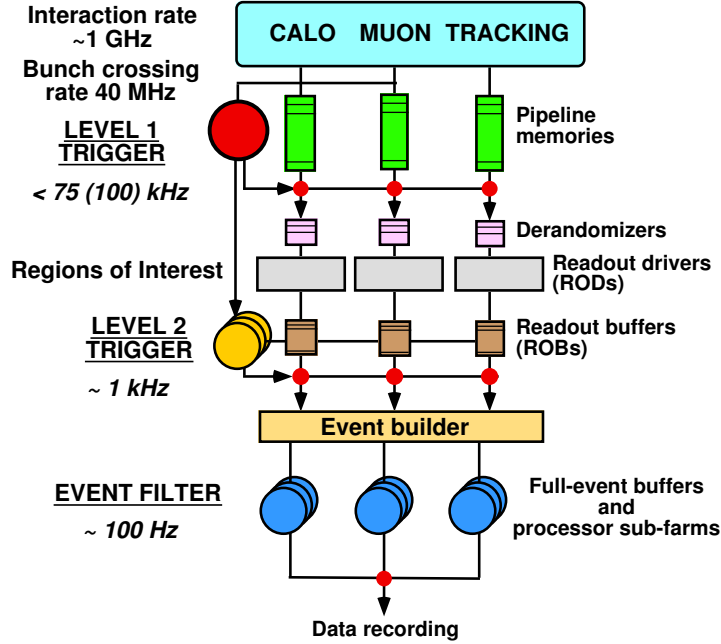 Interaction rate
~1 GHz
CALO MUON TRACKING
Bunch crossing
rate 40 MHz
LEVEL 1
TRIGGER
< 75 (100) kHz
Pipeline
memories
Derandomizers
Regions of Interest
Readout drivers
(RODs)
LEVEL 2
TRIGGER
~ 1 kHz
Readout buffers
(ROBs)
Event builder
EVENT FILTER
~ 100 Hz
Full-event buffers
and
processor sub-farms
Data recording